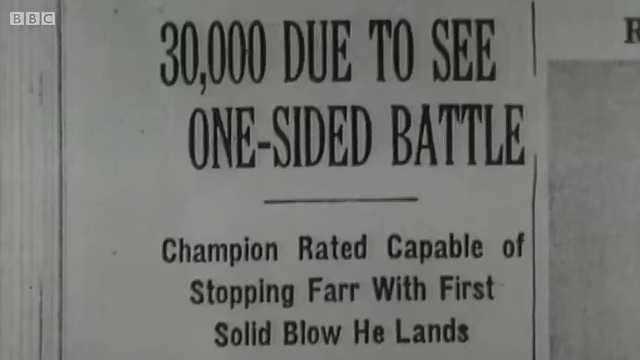 BBC
30,000 DUE TO SEE
ONE-SIDED BATTLE
Champion Rated Capable of
Stopping Farr With First
Solid Blow He Lands
R